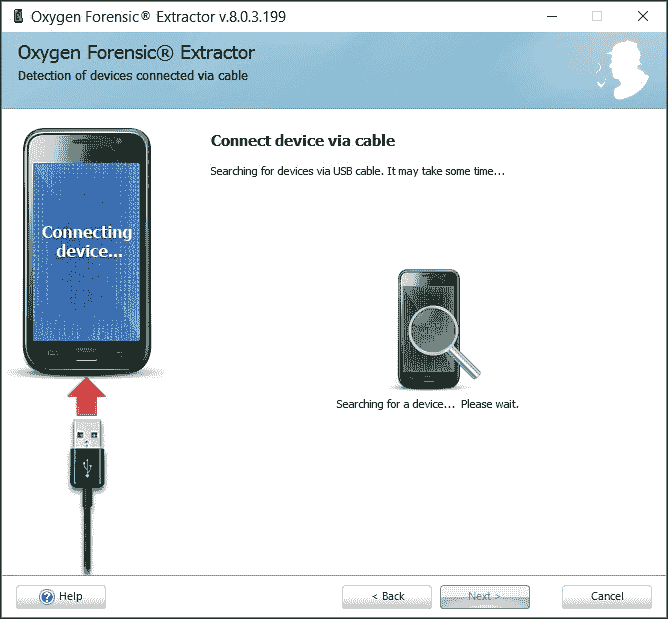 Oxygen Forensic® Extractor v.8.0.3.199
Oxygen Forensic® Extractor
Detection of devices connected via cable
Connect device via cable
Searching for devices via USB cable. It may take some time...
Connecting
device...
Searching for a device... Please wait.
Help
< Back
Next >
Cancel